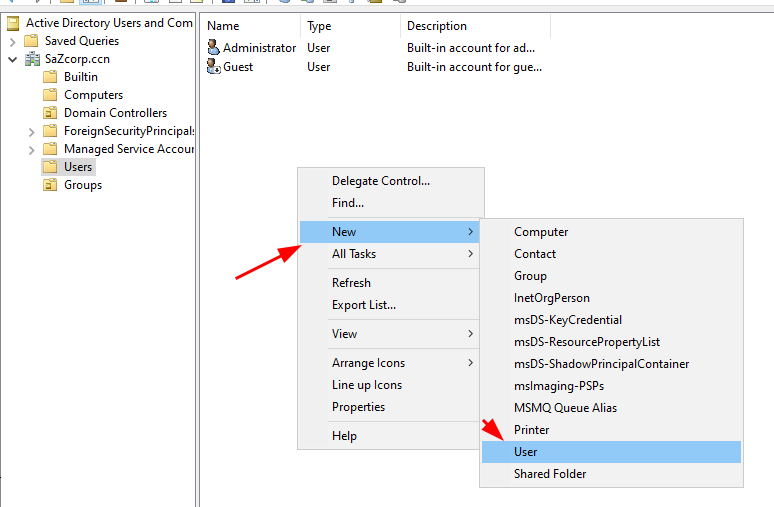 Active Directory Users and Com
Saved Queries
SaZcorp.ccn
Builtin
Computers
Domain Controllers
ForeignSecurityPrincipals
Managed Service Accour
Users
Groups
Name Type Description
Administrator User Built-in account for ad...
Guest User Built-in account for gue...
Delegate Control...
Find...
New
All Tasks
Refresh
Export List...
View
Arrange Icons
Line up Icons
Properties
Help
Computer
Contact
Group
InetOrgPerson
msDS-KeyCredential
msDS-ResourcePropertyList
msDS-ShadowPrincipalContainer
msImaging-PSPs
MSMQ Queue Alias
Printer
User
Shared Folder